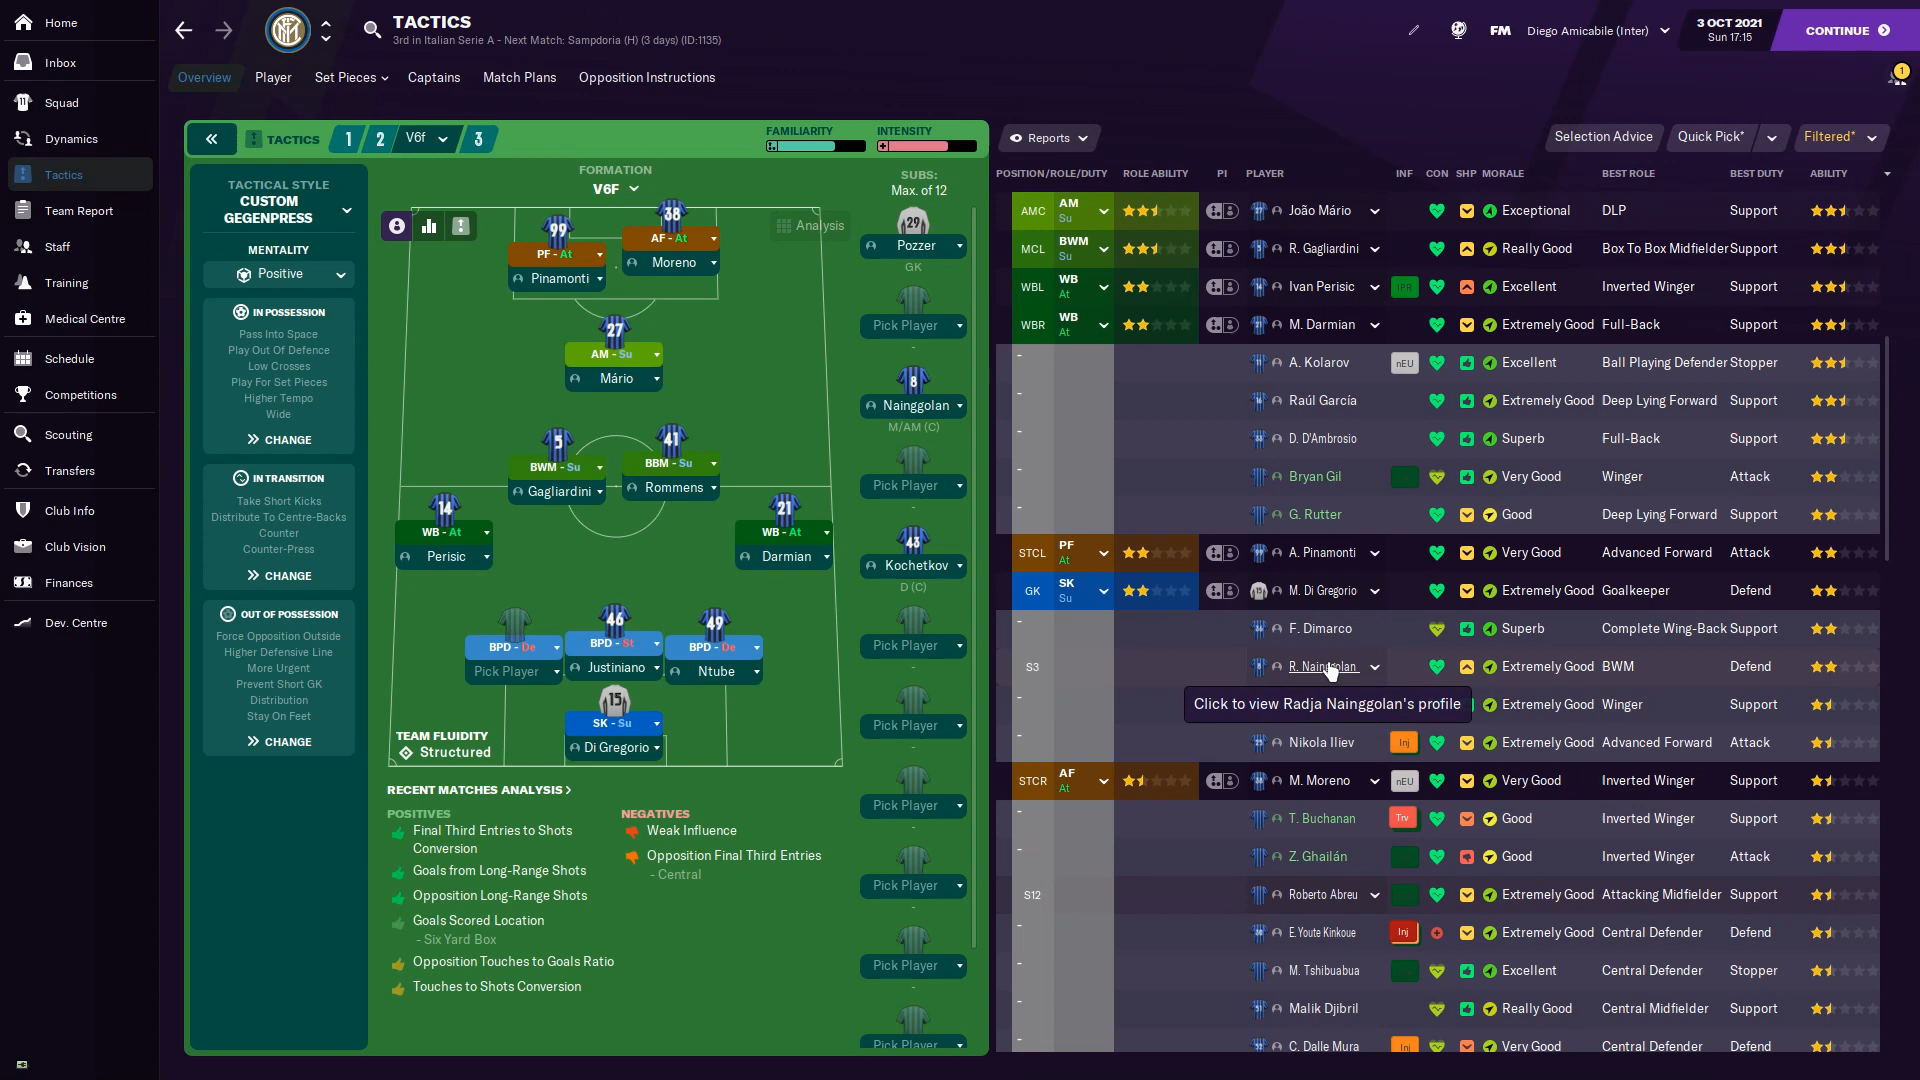 Home
Inbox
Squad
Dynamics
Tactics
Team Report
Staff
Training
Medical Centre
Schedule
Competitions
Scouting
Transfers
Club Info
Club Vision
Finances
Dev. Centre
TACTICS
3rd in Italian Serie A - Next Match: Sampdoria (H) (3 days) (ID:1135)
FM
Diego Amicabile (Inter)
3 OCT 2021
Sun 17:15
CONTINUE
1
Overview Player Set Pieces Captains Match Plans Opposition Instructions
TACTICS 1 2 V6f 3
FAMILIARITY
INTENSITY
TACTICAL STYLE
CUSTOM
GEGENPRESS
MENTALITY
Positive
IN POSSESSION
Pass Into Space
Play Out Of Defence
Low Crosses
Play For Set Pieces
Higher Tempo
Wide
CHANGE
IN TRANSITION
Take Short Kicks
Distribute To Centre-Backs
Counter
Counter-Press
CHANGE
OUT OF POSSESSION
Force Opposition Outside
Higher Defensive Line
More Urgent
Prevent Short GK
Distribution
Stay On Feet
CHANGE
FORMATION
V6F
Analysis
99
PF - At
Pinamonti
38
AF - At
Moreno
27
AM - Su
Mário
5
BWM - Su
Gagliardini
41
BBM - Su
Rommens
14
WB - At
Perisic
21
WB - At
Darmian
BPD - De
Pick Player
46
BPD - St
Justiniano
49
BPD - De
Ntube
15
SK - Su
Di Gregorio
TEAM FLUIDITY
Structured
SUBS:
Max. of 12
29
Pozzer
GK
Pick Player
-
8
Nainggolan
M/AM (C)
Pick Player
-
43
Kochetkov
D (C)
Pick Player
-
Pick Player
-
Pick Player
-
Pick Player
-
Pick Player
-
Pick Player
RECENT MATCHES ANALYSIS >
POSITIVES
Final Third Entries to Shots
Conversion
Goals from Long-Range Shots
Opposition Long-Range Shots
Goals Scored Location
- Six Yard Box
Opposition Touches to Goals Ratio
Touches to Shots Conversion
NEGATIVES
Weak Influence
Opposition Final Third Entries
- Central
Reports
Selection Advice Quick Pick* Filtered*
POSITION/ROLE/DUTY ROLE ABILITY PI PLAYER INF CON SHP MORALE BEST ROLE BEST DUTY ABILITY
AMC AM Su João Mário Exceptional DLP Support
MCL BWM Su R. Gagliardini Really Good Box To Box Midfielder Support
WBL WB At Ivan Perisic IPR Excellent Inverted Winger Support
WBR WB At M. Darmian Extremely Good Full-Back Support
- A. Kolarov nEU Excellent Ball Playing Defender Stopper
- Raúl García Extremely Good Deep Lying Forward Support
- D. D'Ambrosio Superb Full-Back Support
- Bryan Gil Very Good Winger Attack
- G. Rutter Good Deep Lying Forward Support
STCL PF At A. Pinamonti Very Good Advanced Forward Attack
GK SK Su M. Di Gregorio Extremely Good Goalkeeper Defend
- F. Dimarco Superb Complete Wing-Back Support
S3 R. Nainggolan Extremely Good BWM Defend
Click to view Radja Nainggolan's profile
- Extremely Good Winger Support
- Nikola Iliev Inj Extremely Good Advanced Forward Attack
STCR AF At M. Moreno nEU Very Good Inverted Winger Support
- T. Buchanan Trv Good Inverted Winger Support
- Z. Ghailán Good Inverted Winger Attack
S12 Roberto Abreu Extremely Good Attacking Midfielder Support
- E. Youte Kinkoue Inj Extremely Good Central Defender Defend
- M. Tshibuabua Excellent Central Defender Stopper
- Malik Djibril Really Good Central Midfielder Support
- C. Dalle Mura Inj Very Good Central Defender Defend